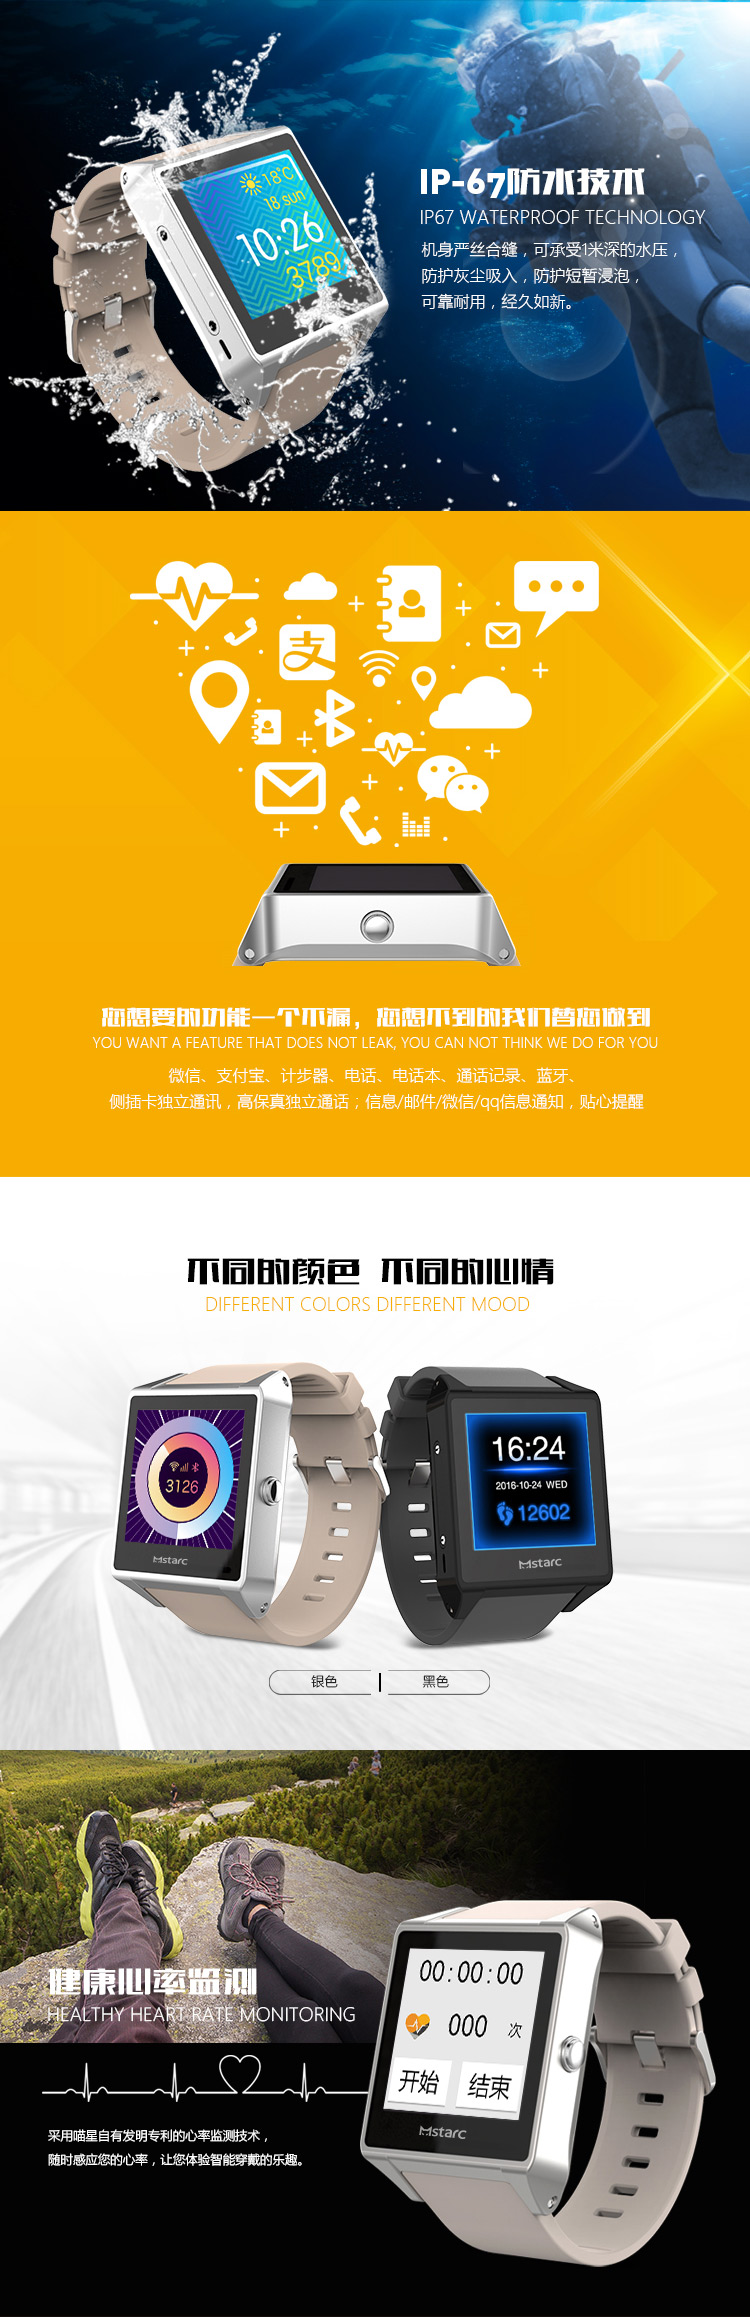 18°C
18 sun
10:26
3789
IP-67防水技术
IP67 WATERPROOF TECHNOLOGY
机身严丝合缝，可承受1米深的水压，
防护灰尘吸入，防护短暂浸泡，
可靠耐用，经久如新。
支
您想要的功能一个不漏，您想不到的我们替您做到
YOU WANT A FEATURE THAT DOES NOT LEAK, YOU CAN NOT THINK WE DO FOR YOU
微信、支付宝、计步器、电话、电话本、通话记录、蓝牙、
侧插卡独立通讯，高保真独立通话；信息/邮件/微信/qq信息通知，贴心提醒
不同的颜色 不同的心情
DIFFERENT COLORS DIFFERENT MOOD
3126
Mstarc
16:24
2016-10-24 WED
12602
Mstarc
银色
黑色
健康心率监测
HEALTHY HEART RATE MONITORING
采用喵星自有发明专利的心率监测技术，
随时感应您的心率，让您体验智能穿戴的乐趣。
00:00:00
000 次
开始 结束
Mstarc